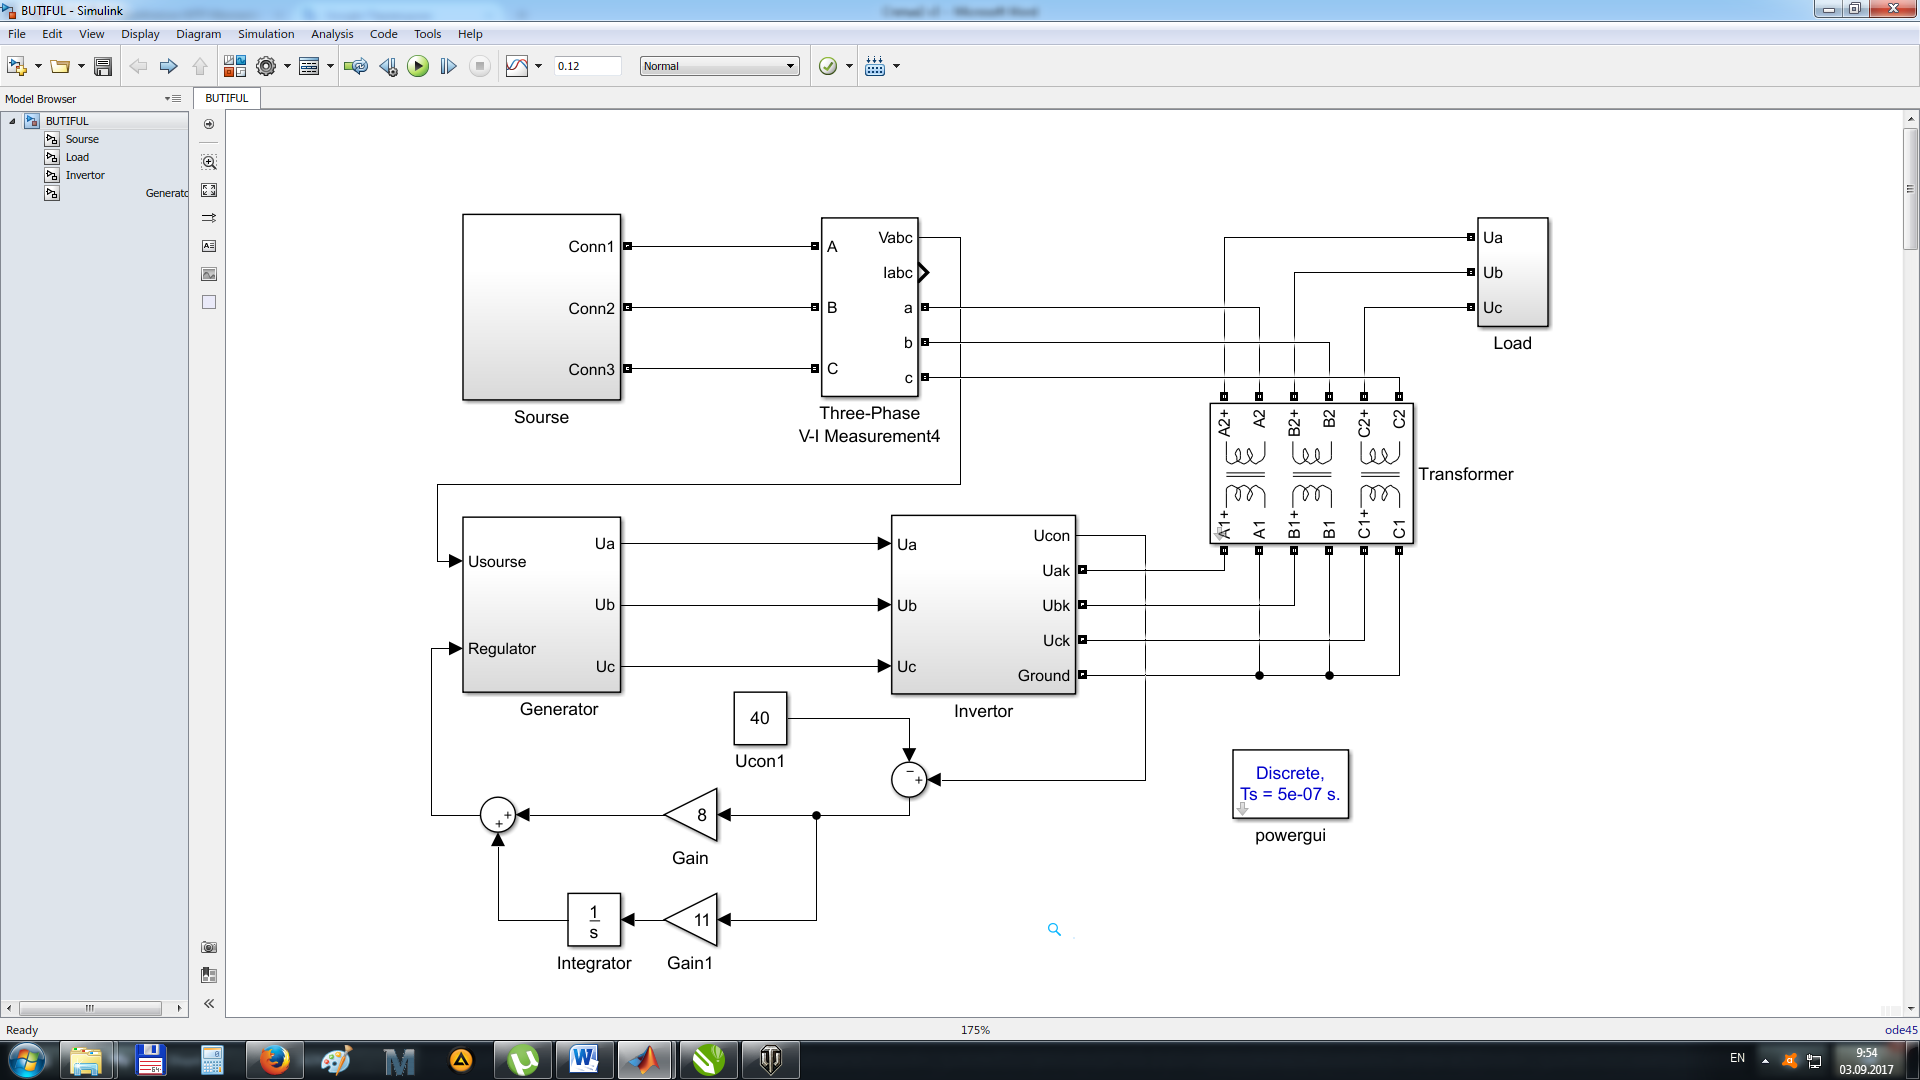 BUTIFUL - Simulink
File Edit View Display Diagram Simulation Analysis Code Tools Help
0.12
Normal
Model Browser
BUTIFUL
BUTIFUL
Sourse
Load
Invertor
Generato
Conn1
Conn2
Conn3
Sourse
A
B
C
Vabc
Iabc
a
b
c
Three-Phase
V-I Measurement4
Ua
Ub
Uc
Load
A2+ A2 B2+ B2 C2+ C2
A1+ A1 B1+ B1 C1+ C1
Transformer
Usourse
Regulator
Ua
Ub
Uc
Generator
Ua
Ub
Uc
Ucon
Uak
Ubk
Uck
Ground
Invertor
40
Ucon1
−
+
Discrete,
Ts = 5e-07 s.
powergui
+
+
8
Gain
1
s
Integrator
11
Gain1
Ready
175%
ode45
EN
9:54
03.09.2017